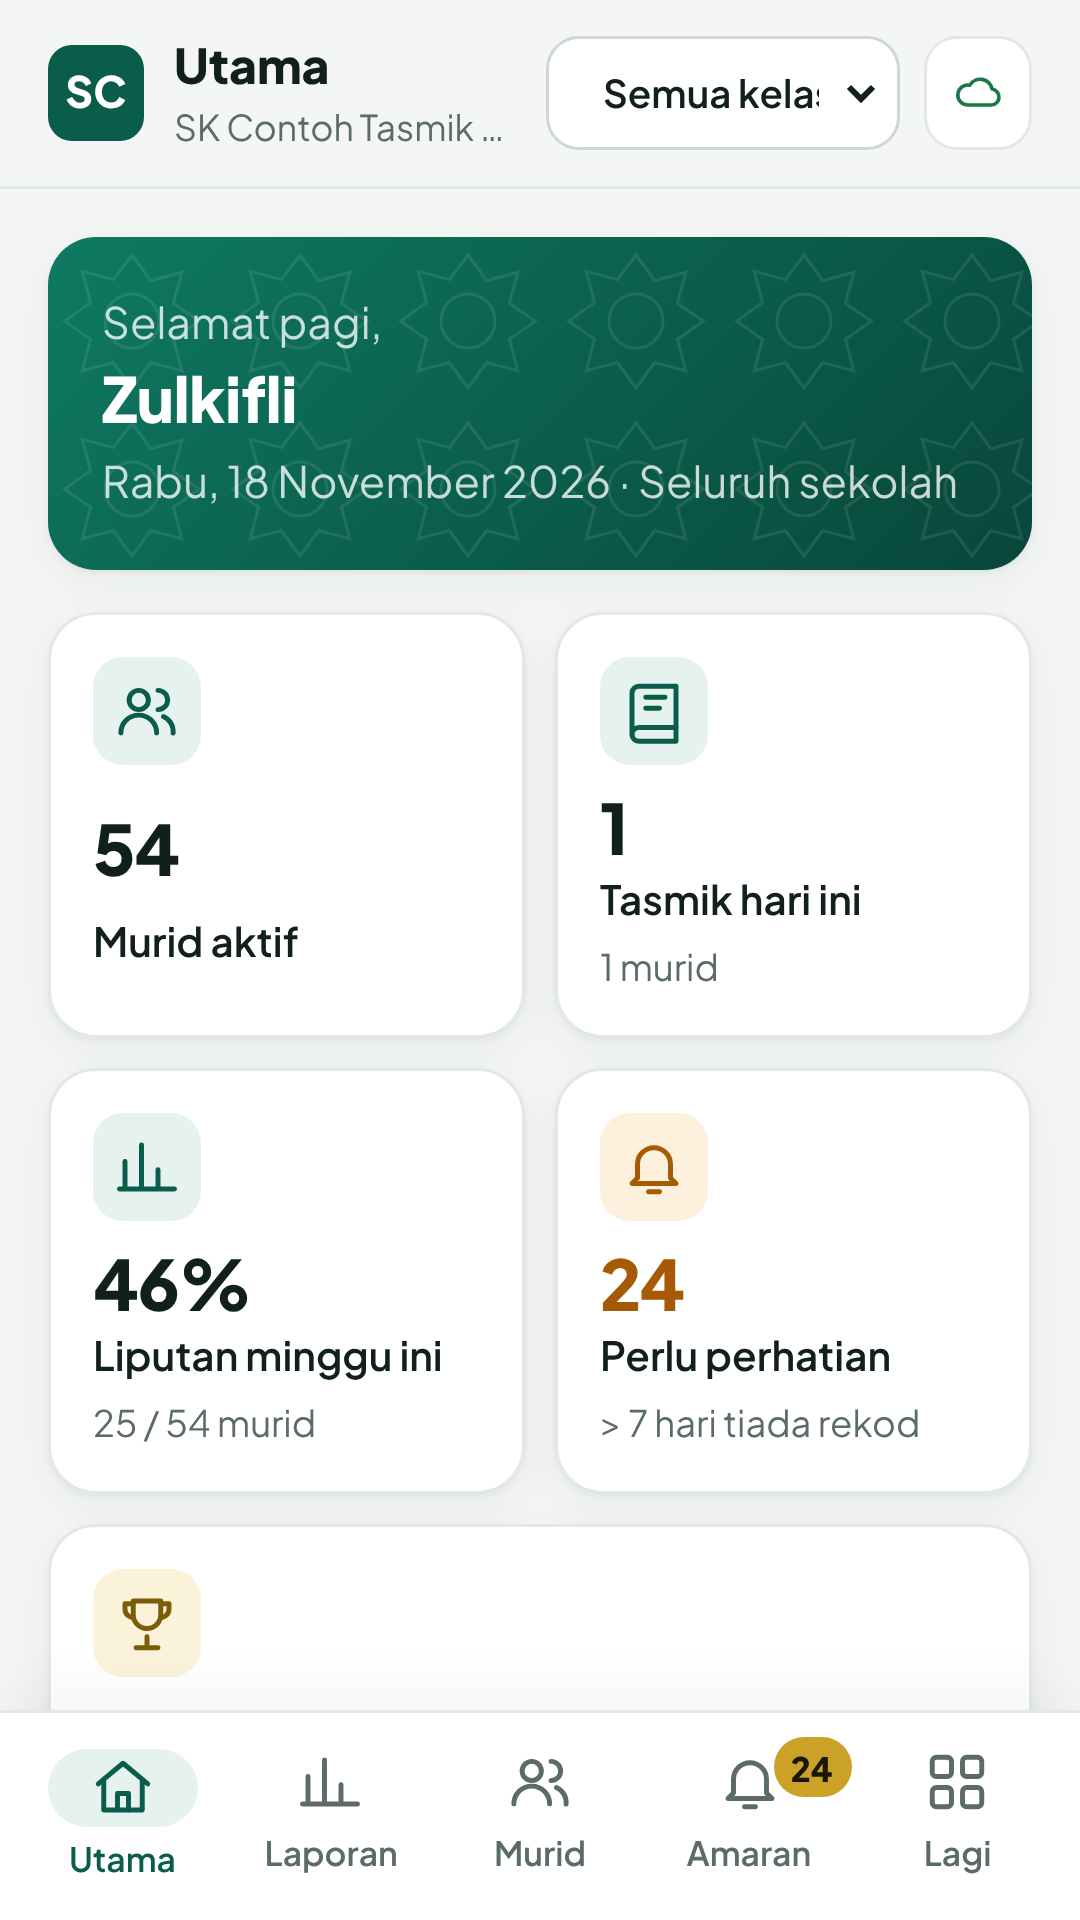 SC
Utama
SK Contoh Tasmik ...
Semua kelas
Selamat pagi,
Zulkifli
Rabu, 18 November 2026 · Seluruh sekolah
54
Murid aktif
1
Tasmik hari ini
1 murid
46%
Liputan minggu ini
25 / 54 murid
24
Perlu perhatian
> 7 hari tiada rekod
24
Utama
Laporan
Murid
Amaran
Lagi